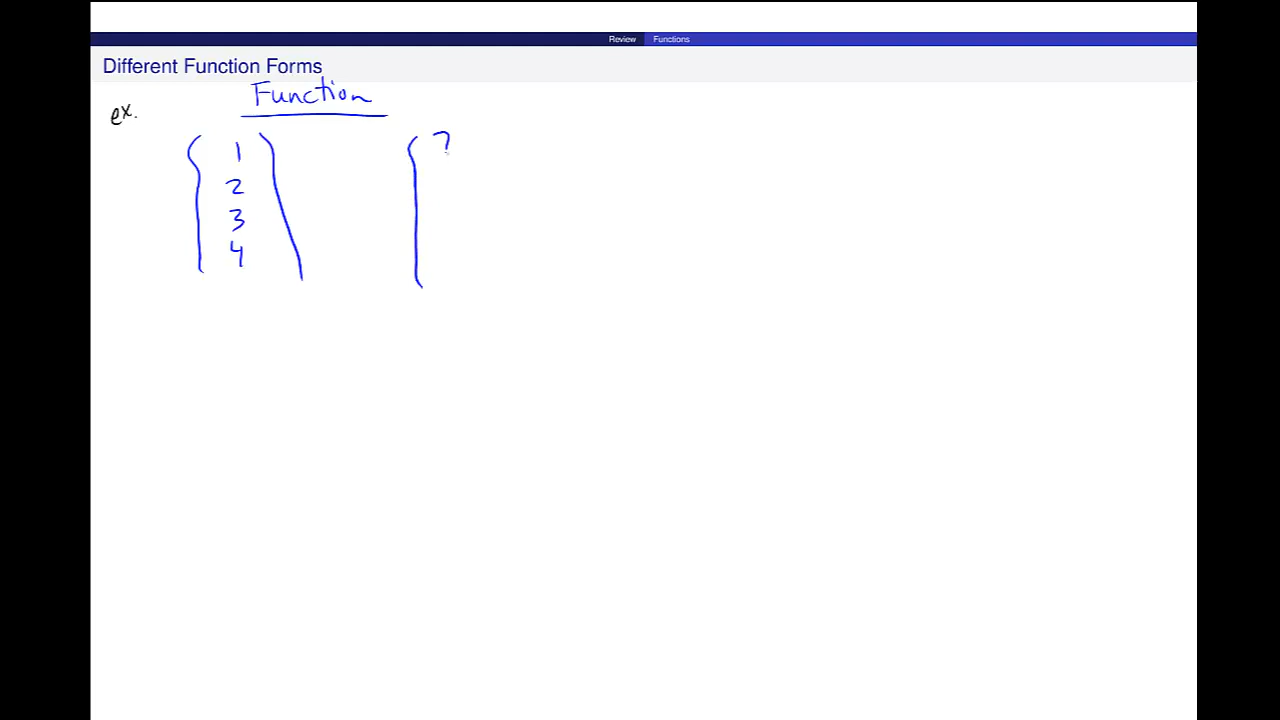 Review Functions
Different Function Forms
ex. Function
1 7
2
3
4